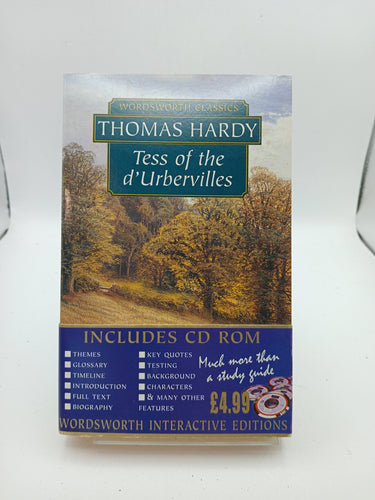 WORDSWORTH CLASSICS
THOMAS HARDY
Tess of the
d'Urbervilles
INCLUDES CD ROM
THEMES
GLOSSARY
TIMELINE
INTRODUCTION
FULL TEXT
BIOGRAPHY
KEY QUOTES
TESTING
BACKGROUND
CHARACTERS
& MANY OTHER
FEATURES
Much more than
a study guide
£4.99
WORDSWORTH INTERACTIVE EDITIONS